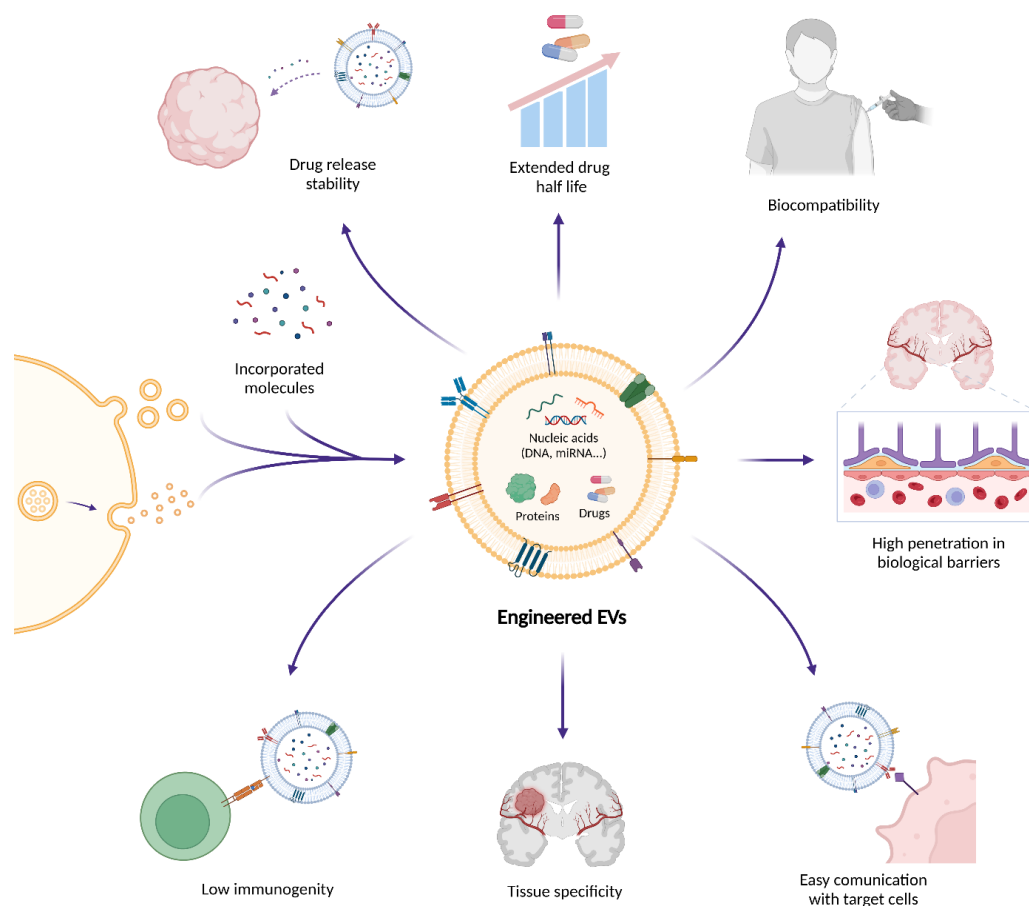 Drug release
stability
Extended drug
half life
Biocompatibility
Incorporated
molecules
Nucleic acids
(DNA, miRNA...)
Proteins
Drugs
High penetration in
biological barriers
Engineered EVs
Low immunogenity
Tissue specificity
Easy comunication
with target cells